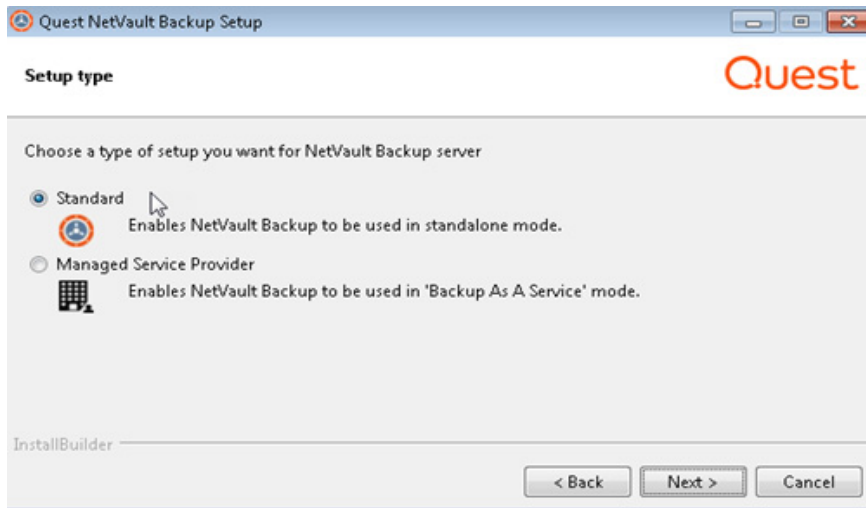 Quest NetVault Backup Setup
Setup type
Quest
Choose a type of setup you want for NetVault Backup server
Standard
Enables NetVault Backup to be used in standalone mode.
Managed Service Provider
Enables NetVault Backup to be used in 'Backup As A Service' mode.
InstallBuilder
< Back
Next >
Cancel